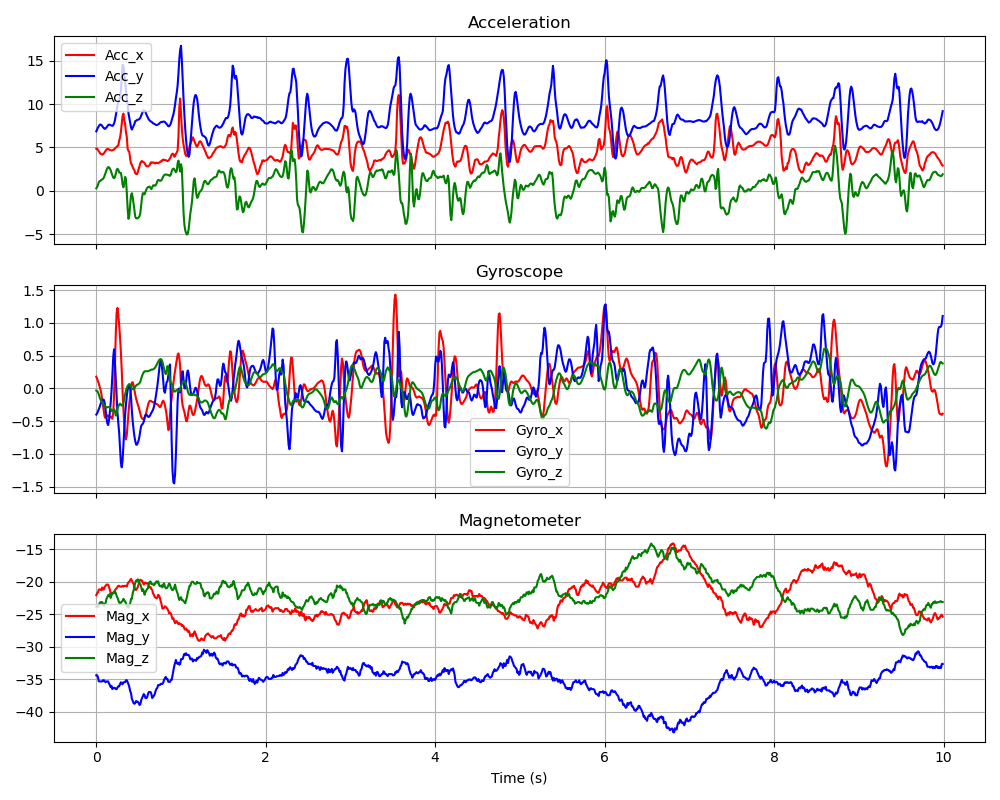 Acceleration
Acc_x
Acc_y
Acc_z
15
10
5
0
−5
Gyroscope
1.5
1.0
0.5
0.0
−0.5
−1.0
−1.5
Gyro_x
Gyro_y
Gyro_z
Magnetometer
−15
−20
−25
−30
−35
−40
Mag_x
Mag_y
Mag_z
0 2 4 6 8 10
Time (s)